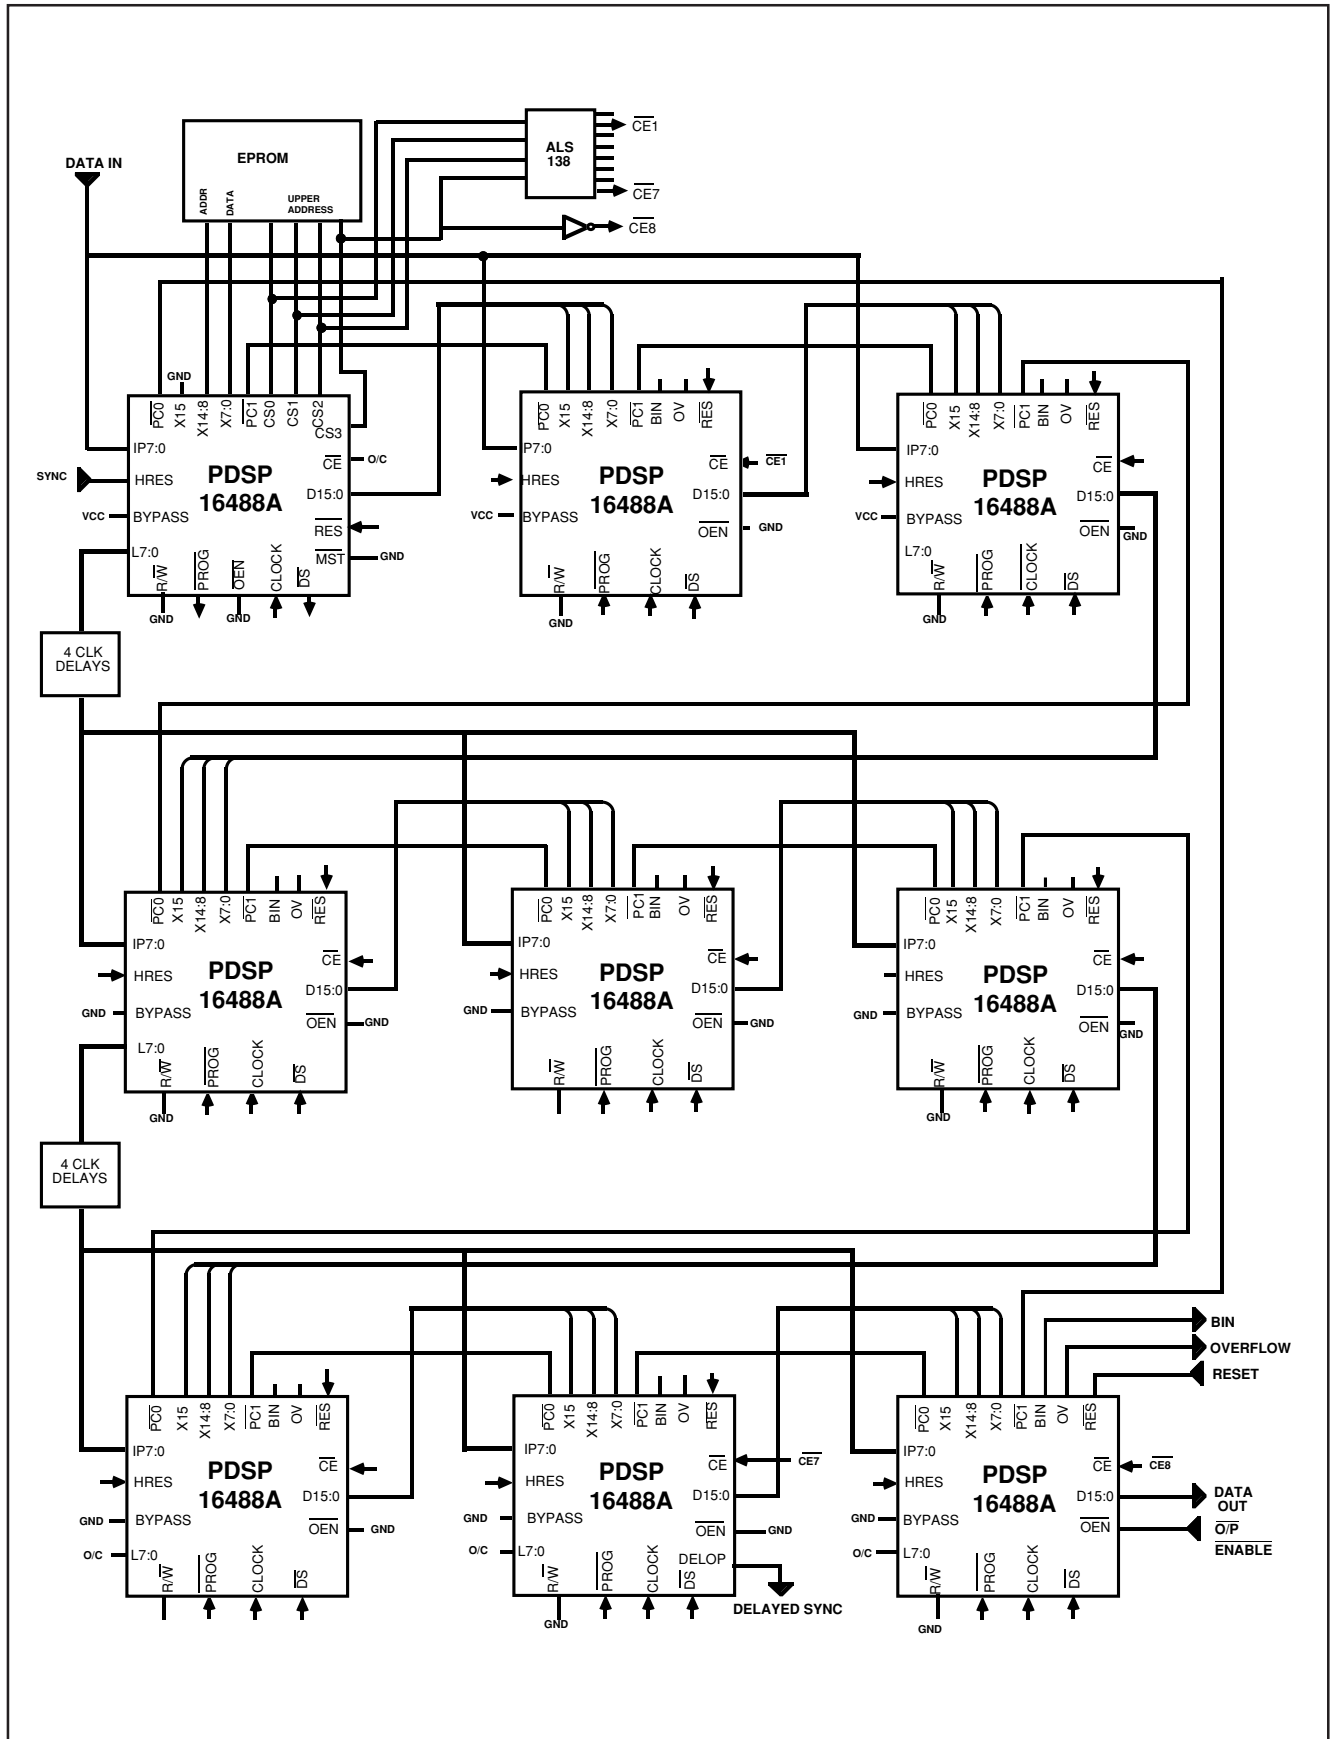 DATA IN
EPROM
ADDR
DATA
UPPER
ADDRESS
ALS
138
CE1
CE7
CE8
GND
PC0
X15
X14:8
X7:0
PC1
CS0
CS1
CS2
CS3
IP7:0
CE
O/C
SYNC
HRES
PDSP
16488A
D15:0
VCC
BYPASS
RES
L7:0
MST
GND
R/W
PROG
OEN
CLOCK
DS
GND
GND
PC0
X15
X14:8
X7:0
PC1
BIN
OV
RES
P7:0
CE
CE1
HRES
PDSP
16488A
D15:0
VCC
BYPASS
OEN
GND
R/W
PROG
CLOCK
DS
GND
PC0
X15
X14:8
X7:0
PC1
BIN
OV
RES
IP7:0
CE
HRES
PDSP
16488A
D15:0
VCC
BYPASS
OEN
GND
L7:0
R/W
PROG
CLOCK
DS
GND
4 CLK
DELAYS
PC0
X15
X14:8
X7:0
PC1
BIN
OV
RES
IP7:0
CE
HRES
PDSP
16488A
D15:0
GND
BYPASS
OEN
GND
L7:0
R/W
PROG
CLOCK
DS
GND
PC0
X15
X14:8
X7:0
PC1
BIN
OV
RES
IP7:0
CE
HRES
PDSP
16488A
D15:0
GND
BYPASS
OEN
GND
R/W
PROG
CLOCK
DS
PC0
X15
X14:8
X7:0
PC1
BIN
OV
RES
IP7:0
CE
HRES
PDSP
16488A
D15:0
GND
BYPASS
OEN
GND
R/W
PROG
CLOCK
DS
GND
4 CLK
DELAYS
PC0
X15
X14:8
X7:0
PC1
BIN
OV
RES
IP7:0
CE
HRES
PDSP
16488A
D15:0
GND
BYPASS
OEN
GND
O/C
L7:0
R/W
PROG
CLOCK
DS
PC0
X15
X14:8
X7:0
PC1
BIN
OV
RES
IP7:0
CE
CE7
HRES
PDSP
16488A
D15:0
GND
BYPASS
OEN
GND
O/C
L7:0
DELOP
R/W
PROG
CLOCK
DS
GND
DELAYED SYNC
BIN
OVERFLOW
RESET
PC0
X15
X14:8
X7:0
PC1
BIN
OV
RES
IP7:0
CE
CE8
HRES
PDSP
16488A
D15:0
DATA
OUT
GND
BYPASS
OEN
O/P
ENABLE
O/C
L7:0
R/W
PROG
CLOCK
DS
GND